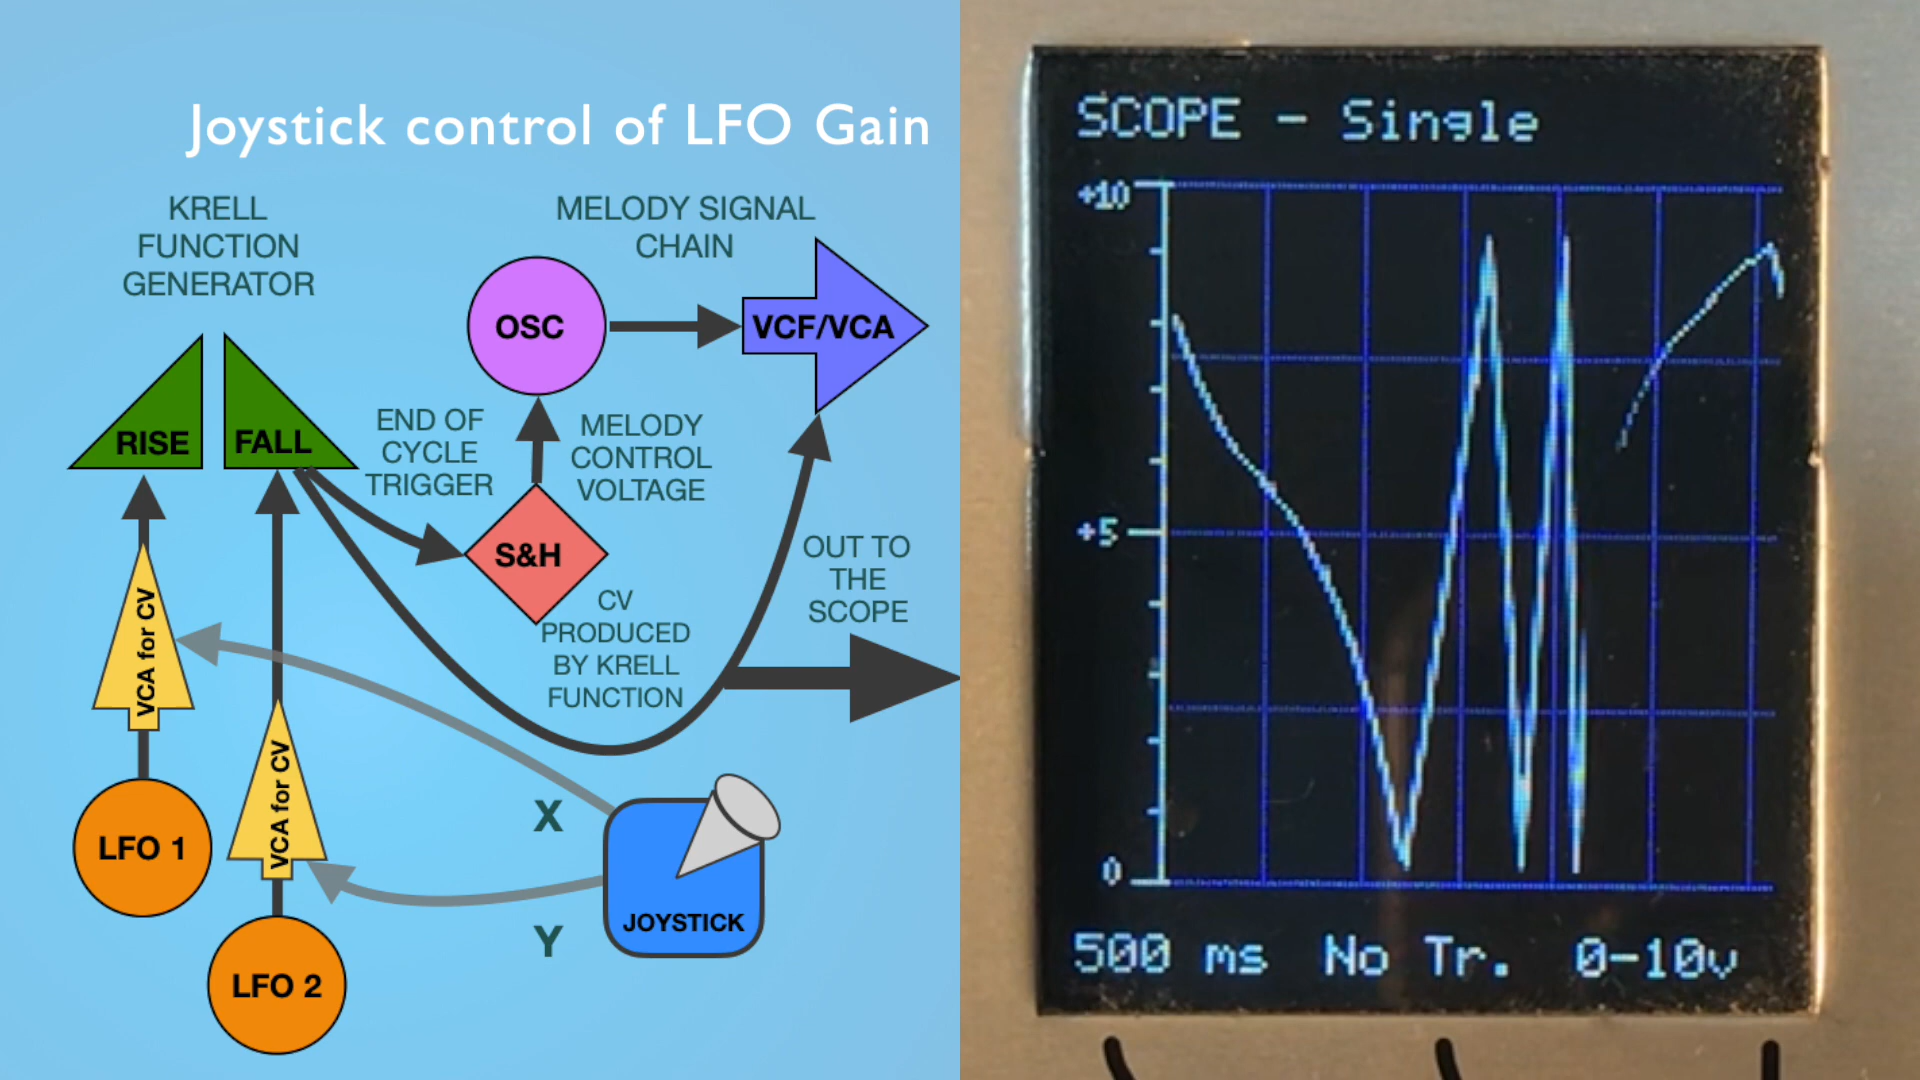 Joystick control of LFO Gain
KRELL
FUNCTION
GENERATOR
MELODY SIGNAL
CHAIN
OSC
VCF/VCA
RISE
FALL
END OF
CYCLE
TRIGGER
MELODY
CONTROL
VOLTAGE
S&H
CV
PRODUCED
BY KRELL
FUNCTION
OUT TO
THE
SCOPE
VCA for CV
VCA for CV
LFO 1
LFO 2
X
Y
JOYSTICK
SCOPE - Single
+10
+5
0
500 ms No Tr. 0-10v